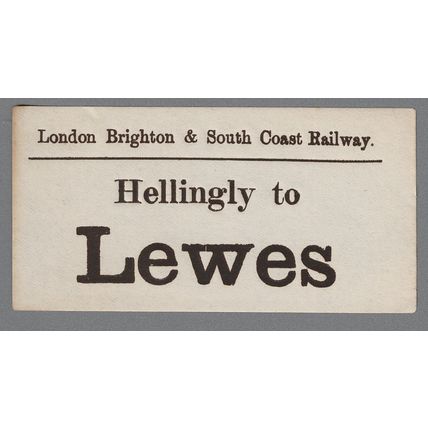 London Brighton & South Coast Railway.
Hellingly to
Lewes